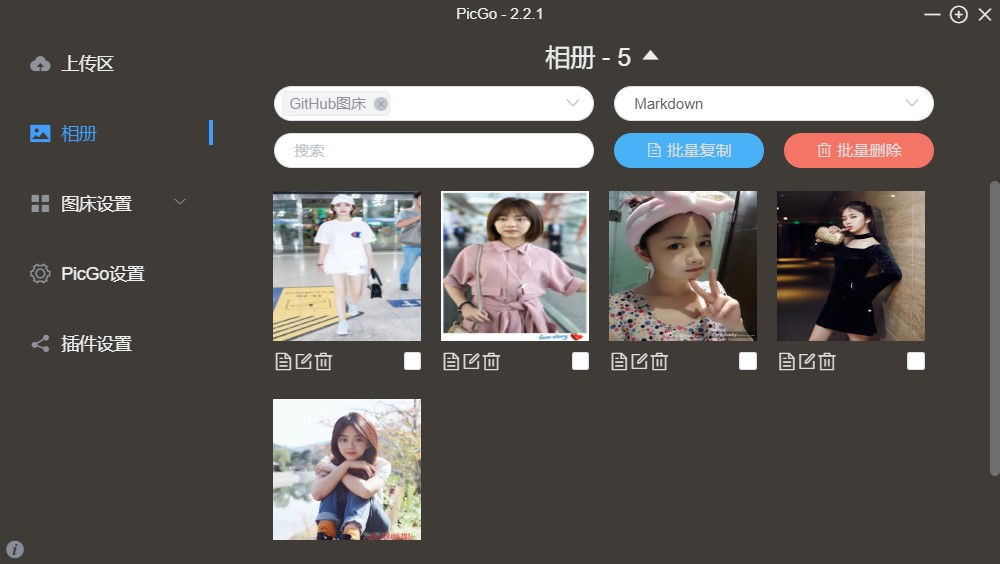 PicGo - 2.2.1
上传区
相册
图床设置
PicGo设置
插件设置
相册 - 5
GitHub图床
Markdown
搜索
批量复制
批量删除
love story